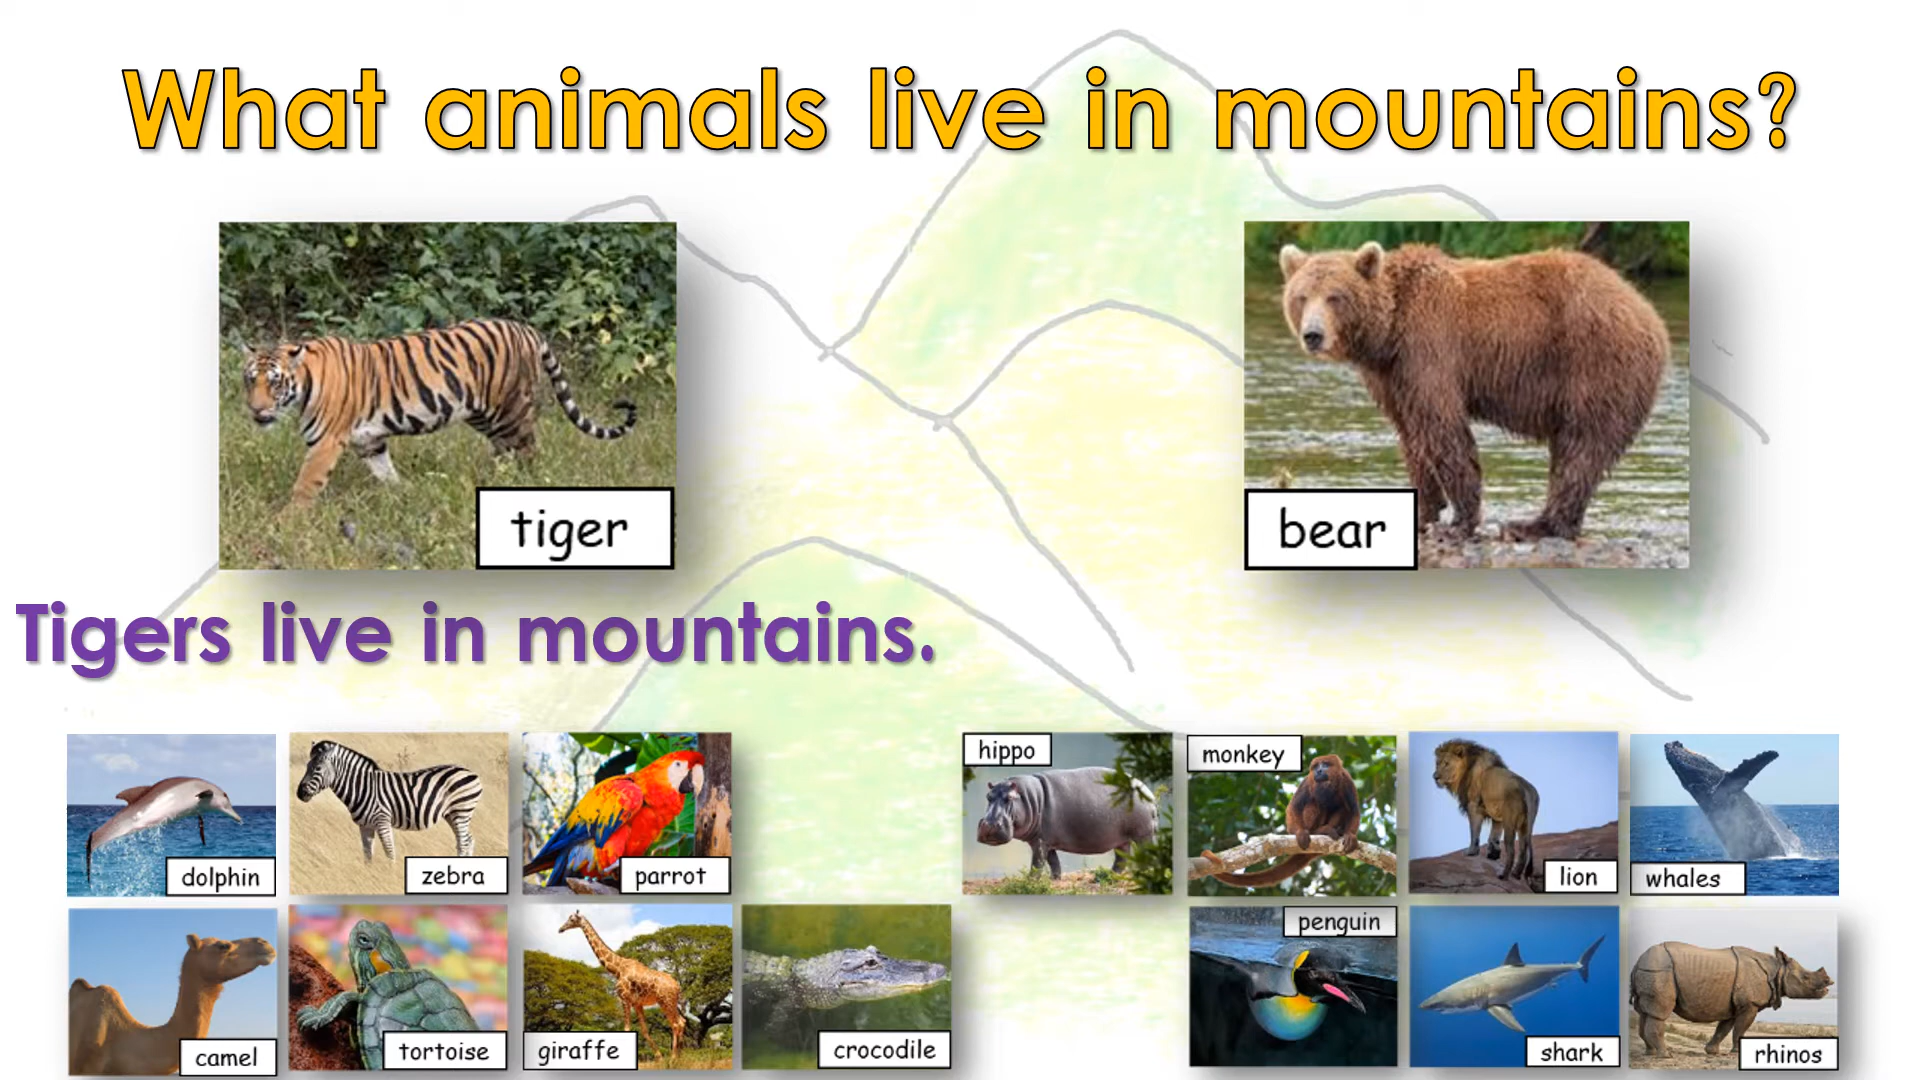 What animals live in mountains?
tiger
bear
Tigers live in mountains.
dolphin
zebra
parrot
hippo
monkey
lion
whales
camel
tortoise
giraffe
crocodile
penguin
shark
rhinos